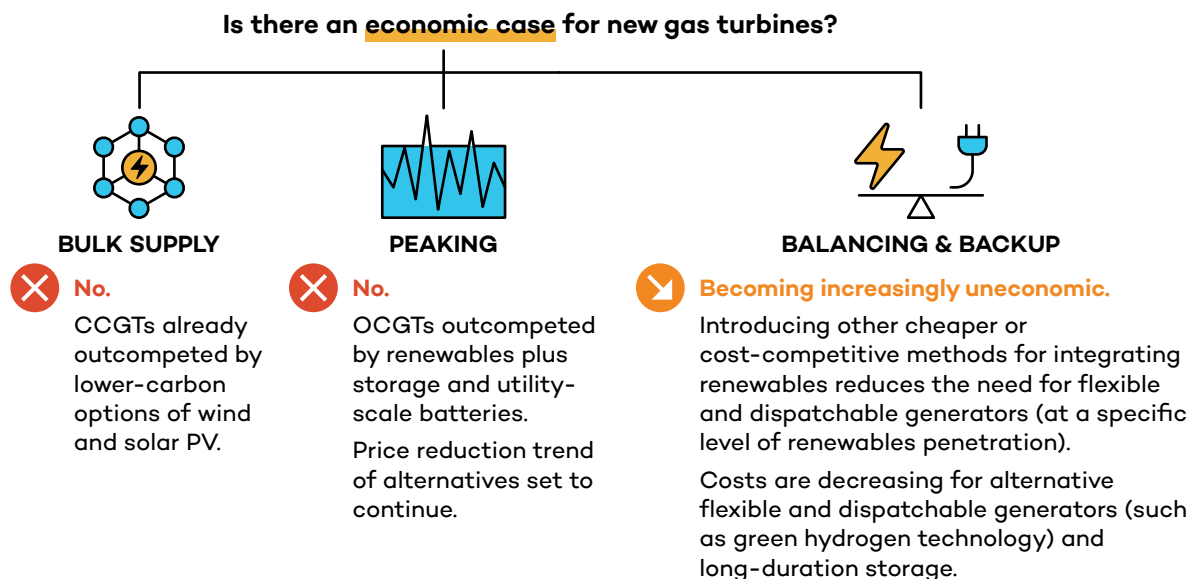 Is there an economic case for new gas turbines?
BULK SUPPLY
No.
CCGTs already
outcompeted by
lower-carbon
options of wind
and solar PV.
PEAKING
No.
OCGTs outcompeted
by renewables plus
storage and utility-
scale batteries.
Price reduction trend
of alternatives set to
continue.
BALANCING & BACKUP
Becoming increasingly uneconomic.
Introducing other cheaper or
cost-competitive methods for integrating
renewables reduces the need for flexible
and dispatchable generators (at a specific
level of renewables penetration).
Costs are decreasing for alternative
flexible and dispatchable generators (such
as green hydrogen technology) and
long-duration storage.